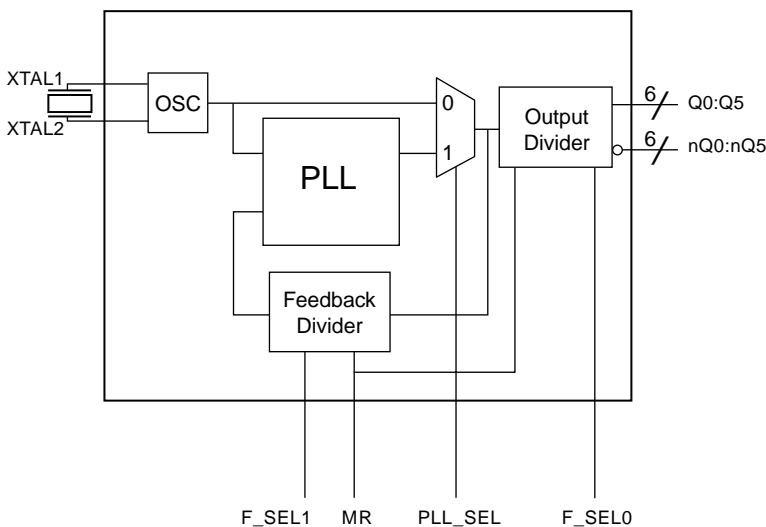 XTAL1
XTAL2
OSC
PLL
0
1
Output
Divider
6
Q0:Q5
6
nQ0:nQ5
Feedback
Divider
F_SEL1
MR
PLL_SEL
F_SEL0